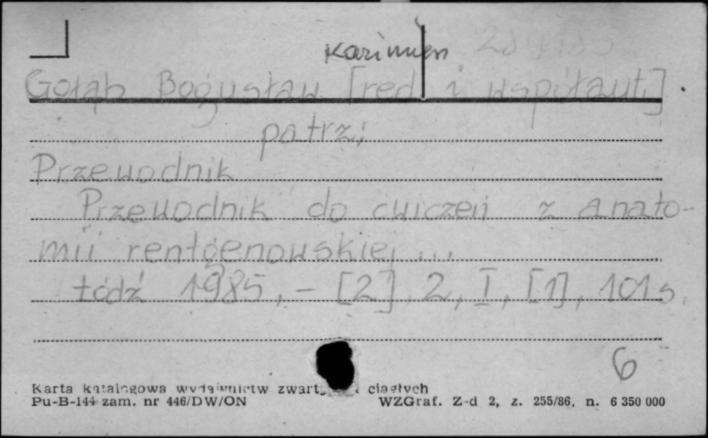 Kazimierz
Gołąb Bogusław [red i współaut.].
patrz:
Przewodnik
Przewodnik do ćwiczeń z anato-
mii rentgenowskiej ...
Łódź 1985, - [2], 2, I, [1], 101 s.
6
Karta katalogowa wydawnictw zwart ciągłych
Pu-B-144 zam. nr 446/DW/ON WZGraf. Z-d 2, z. 255/86, n. 6 350 000